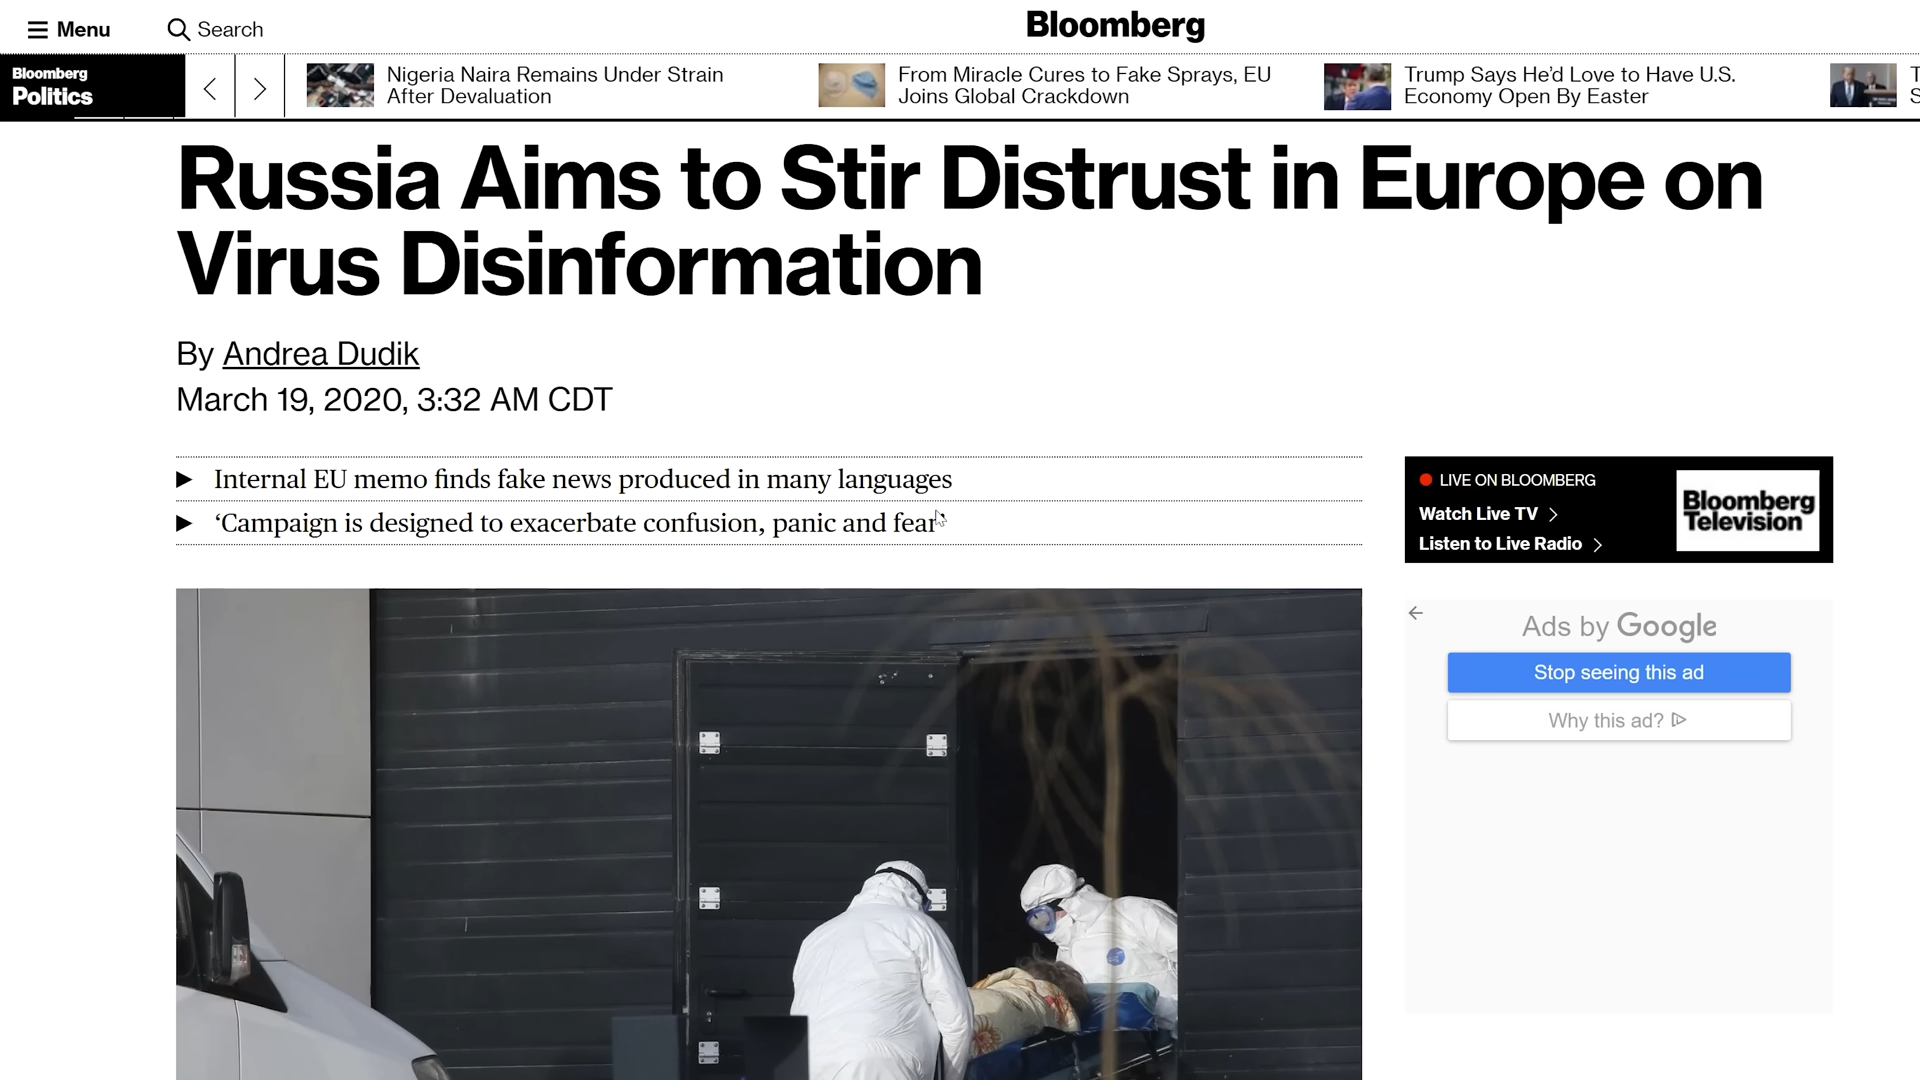 Menu
Search
Bloomberg
Bloomberg
Politics
Nigeria Naira Remains Under Strain
After Devaluation
From Miracle Cures to Fake Sprays, EU
Joins Global Crackdown
Trump Says He’d Love to Have U.S.
Economy Open By Easter
T
S
Russia Aims to Stir Distrust in Europe on
Virus Disinformation
By Andrea Dudik
March 19, 2020, 3:32 AM CDT
Internal EU memo finds fake news produced in many languages
‘Campaign is designed to exacerbate confusion, panic and fear’
LIVE ON BLOOMBERG
Watch Live TV
Listen to Live Radio
Bloomberg
Television
Ads by Google
Stop seeing this ad
Why this ad?